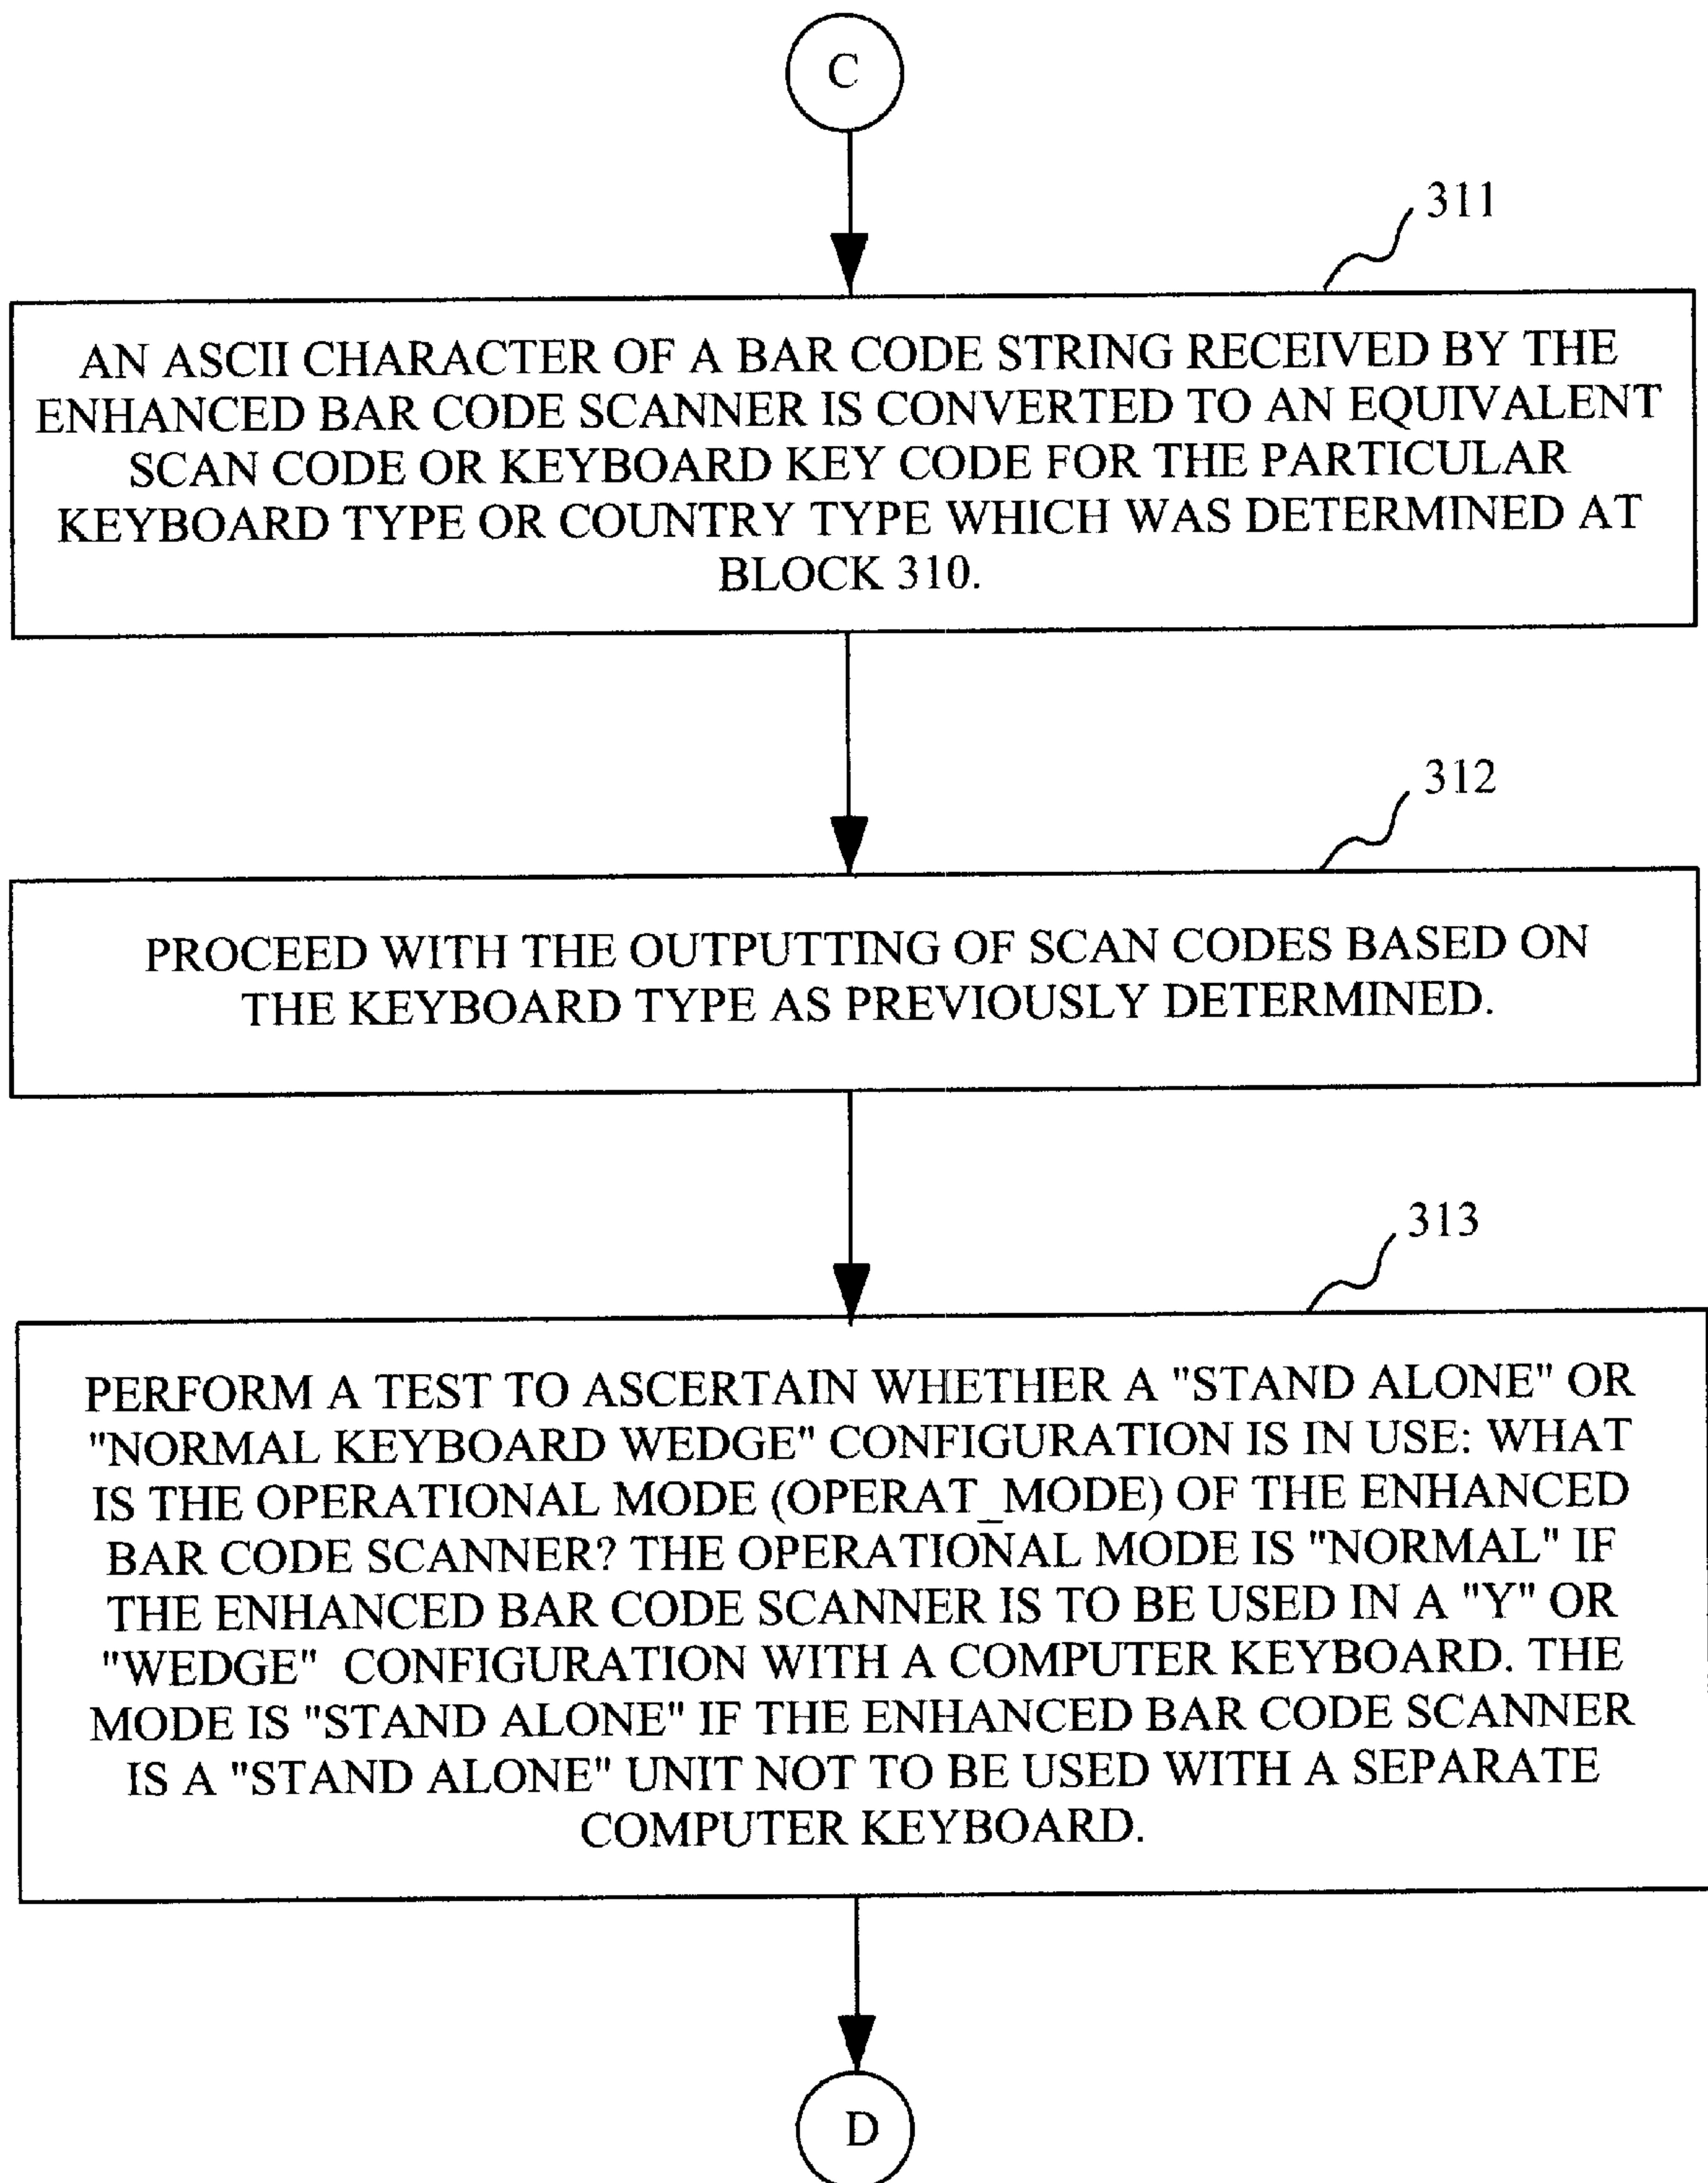 C
311
AN ASCII CHARACTER OF A BAR CODE STRING RECEIVED BY THE
ENHANCED BAR CODE SCANNER IS CONVERTED TO AN EQUIVALENT
SCAN CODE OR KEYBOARD KEY CODE FOR THE PARTICULAR
KEYBOARD TYPE OR COUNTRY TYPE WHICH WAS DETERMINED AT
BLOCK 310.
312
PROCEED WITH THE OUTPUTTING OF SCAN CODES BASED ON
THE KEYBOARD TYPE AS PREVIOUSLY DETERMINED.
313
PERFORM A TEST TO ASCERTAIN WHETHER A "STAND ALONE" OR
"NORMAL KEYBOARD WEDGE" CONFIGURATION IS IN USE: WHAT
IS THE OPERATIONAL MODE (OPERAT_MODE) OF THE ENHANCED
BAR CODE SCANNER? THE OPERATIONAL MODE IS "NORMAL" IF
THE ENHANCED BAR CODE SCANNER IS TO BE USED IN A "Y" OR
"WEDGE" CONFIGURATION WITH A COMPUTER KEYBOARD. THE
MODE IS "STAND ALONE" IF THE ENHANCED BAR CODE SCANNER
IS A "STAND ALONE" UNIT NOT TO BE USED WITH A SEPARATE
COMPUTER KEYBOARD.
D